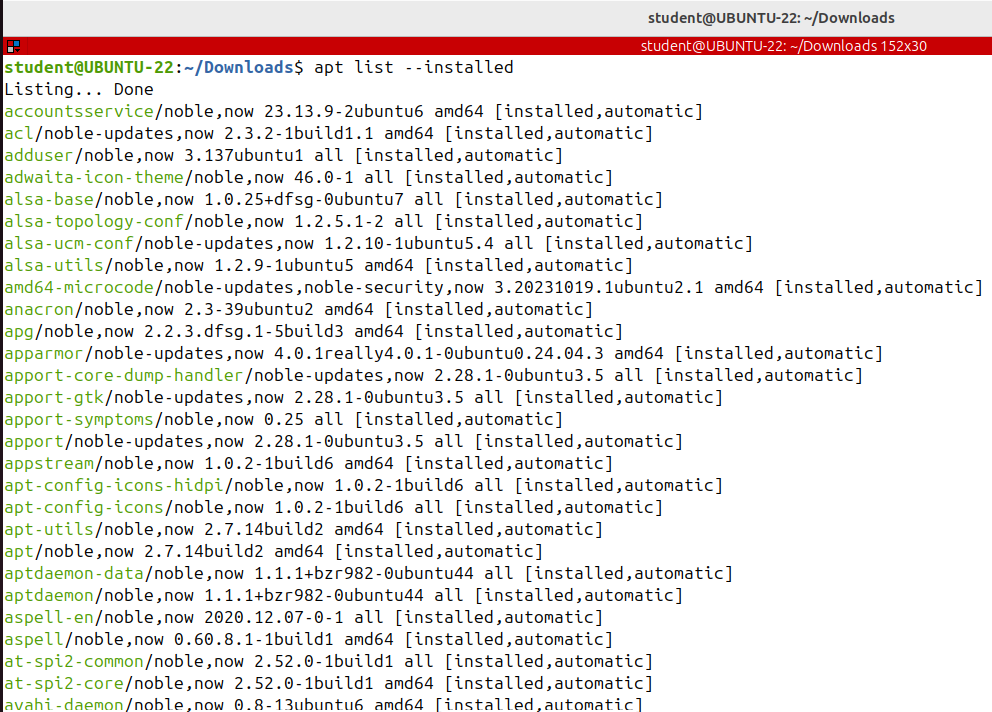 student@UBUNTU-22: ~/Downloads
student@UBUNTU-22: ~/Downloads 152x30
student@UBUNTU-22:~/Downloads$ apt list --installed
Listing... Done
accountsservice/noble,now 23.13.9-2ubuntu6 amd64 [installed,automatic]
acl/noble-updates,now 2.3.2-1build1.1 amd64 [installed,automatic]
adduser/noble,now 3.137ubuntu1 all [installed,automatic]
adwaita-icon-theme/noble,now 46.0-1 all [installed,automatic]
alsa-base/noble,now 1.0.25+dfsg-0ubuntu7 all [installed,automatic]
alsa-topology-conf/noble,now 1.2.5.1-2 all [installed,automatic]
alsa-ucm-conf/noble-updates,now 1.2.10-1ubuntu5.4 all [installed,automatic]
alsa-utils/noble,now 1.2.9-1ubuntu5 amd64 [installed,automatic]
amd64-microcode/noble-updates,noble-security,now 3.20231019.1ubuntu2.1 amd64 [installed,automatic]
anacron/noble,now 2.3-39ubuntu2 amd64 [installed,automatic]
apg/noble,now 2.2.3.dfsg.1-5build3 amd64 [installed,automatic]
apparmor/noble-updates,now 4.0.1really4.0.1-0ubuntu0.24.04.3 amd64 [installed,automatic]
apport-core-dump-handler/noble-updates,now 2.28.1-0ubuntu3.5 all [installed,automatic]
apport-gtk/noble-updates,now 2.28.1-0ubuntu3.5 all [installed,automatic]
apport-symptoms/noble,now 0.25 all [installed,automatic]
apport/noble-updates,now 2.28.1-0ubuntu3.5 all [installed,automatic]
appstream/noble,now 1.0.2-1build6 amd64 [installed,automatic]
apt-config-icons-hidpi/noble,now 1.0.2-1build6 all [installed,automatic]
apt-config-icons/noble,now 1.0.2-1build6 all [installed,automatic]
apt-utils/noble,now 2.7.14build2 amd64 [installed,automatic]
apt/noble,now 2.7.14build2 amd64 [installed,automatic]
aptdaemon-data/noble,now 1.1.1+bzr982-0ubuntu44 all [installed,automatic]
aptdaemon/noble,now 1.1.1+bzr982-0ubuntu44 all [installed,automatic]
aspell-en/noble,now 2020.12.07-0-1 all [installed,automatic]
aspell/noble,now 0.60.8.1-1build1 amd64 [installed,automatic]
at-spi2-common/noble,now 2.52.0-1build1 all [installed,automatic]
at-spi2-core/noble,now 2.52.0-1build1 amd64 [installed,automatic]
avahi-daemon/noble,now 0.8-13ubuntu6 amd64 [installed,automatic]